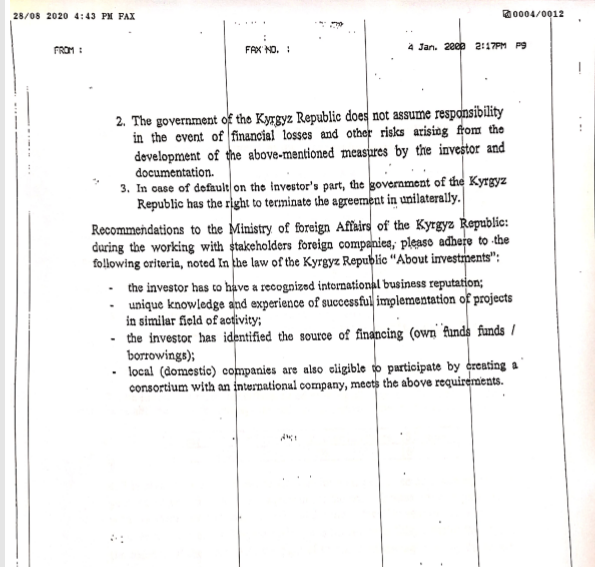 28/08 2020 4:43 PM FAX 0004/0012
FROM : FAX NO. : 4 Jan. 2000 2:17PM P9
2. The government of the Kyrgyz Republic does not assume responsibility
in the event of financial losses and other risks arising from the
development of the above-mentioned measures by the investor and
documentation.
3. In case of default on the investor's part, the government of the Kyrgyz
Republic has the right to terminate the agreement in unilaterally.
Recommendations to the Ministry of foreign Affairs of the Kyrgyz Republic:
during the working with stakeholders foreign companies, please adhere to the
following criteria, noted In the law of the Kyrgyz Republic "About investments":
- the investor has to have a recognized international business reputation;
- unique knowledge and experience of successful implementation of projects
in similar field of activity;
- the investor has identified the source of financing (own funds funds /
borrowings);
- local (domestic) companies are also eligible to participate by creating a
consortium with an international company, meets the above requirements.